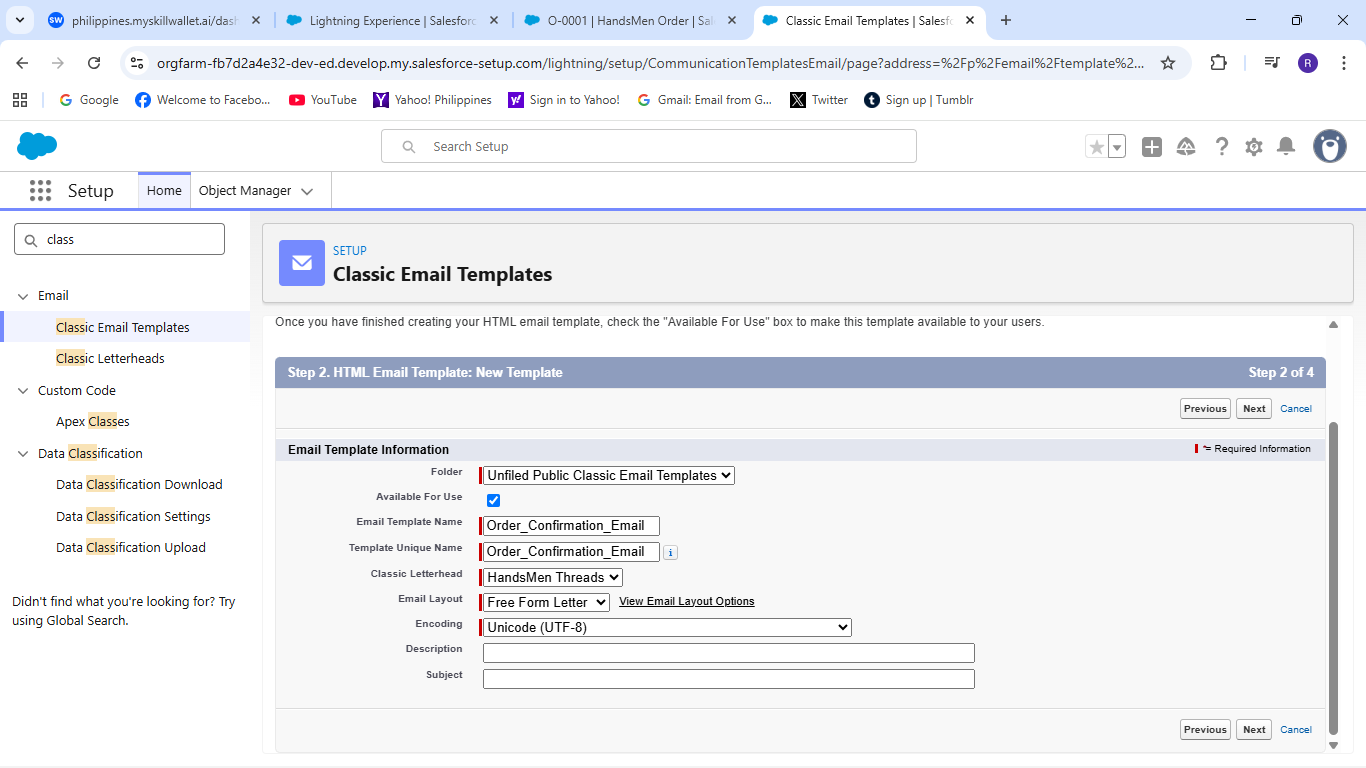 philippines.myskillwallet.ai/dash
Lightning Experience | Salesforc
O-0001 | HandsMen Order | Sal
Classic Email Templates | Salesf
orgfarm-fb7d2a4e32-dev-ed.develop.my.salesforce-setup.com/lightning/setup/CommunicationTemplatesEmail/page?address=%2Fp%2Femail%2Ftemplate%2...
R
Google
Welcome to Facebo...
YouTube
Yahoo! Philippines
Sign in to Yahoo!
Gmail: Email from G...
Twitter
Sign up | Tumblr
Search Setup
Setup
Home
Object Manager
class
Email
Classic Email Templates
Classic Letterheads
Custom Code
Apex Classes
Data Classification
Data Classification Download
Data Classification Settings
Data Classification Upload
Didn't find what you're looking for? Try
using Global Search.
SETUP
Classic Email Templates
Once you have finished creating your HTML email template, check the "Available For Use" box to make this template available to your users.
Step 2. HTML Email Template: New Template
Step 2 of 4
Previous
Next
Cancel
Email Template Information
*= Required Information
Folder
Unfiled Public Classic Email Templates
Available For Use
Email Template Name
Order_Confirmation_Email
Template Unique Name
Order_Confirmation_Email
i
Classic Letterhead
HandsMen Threads
Email Layout
Free Form Letter
View Email Layout Options
Encoding
Unicode (UTF-8)
Description
Subject
Previous
Next
Cancel